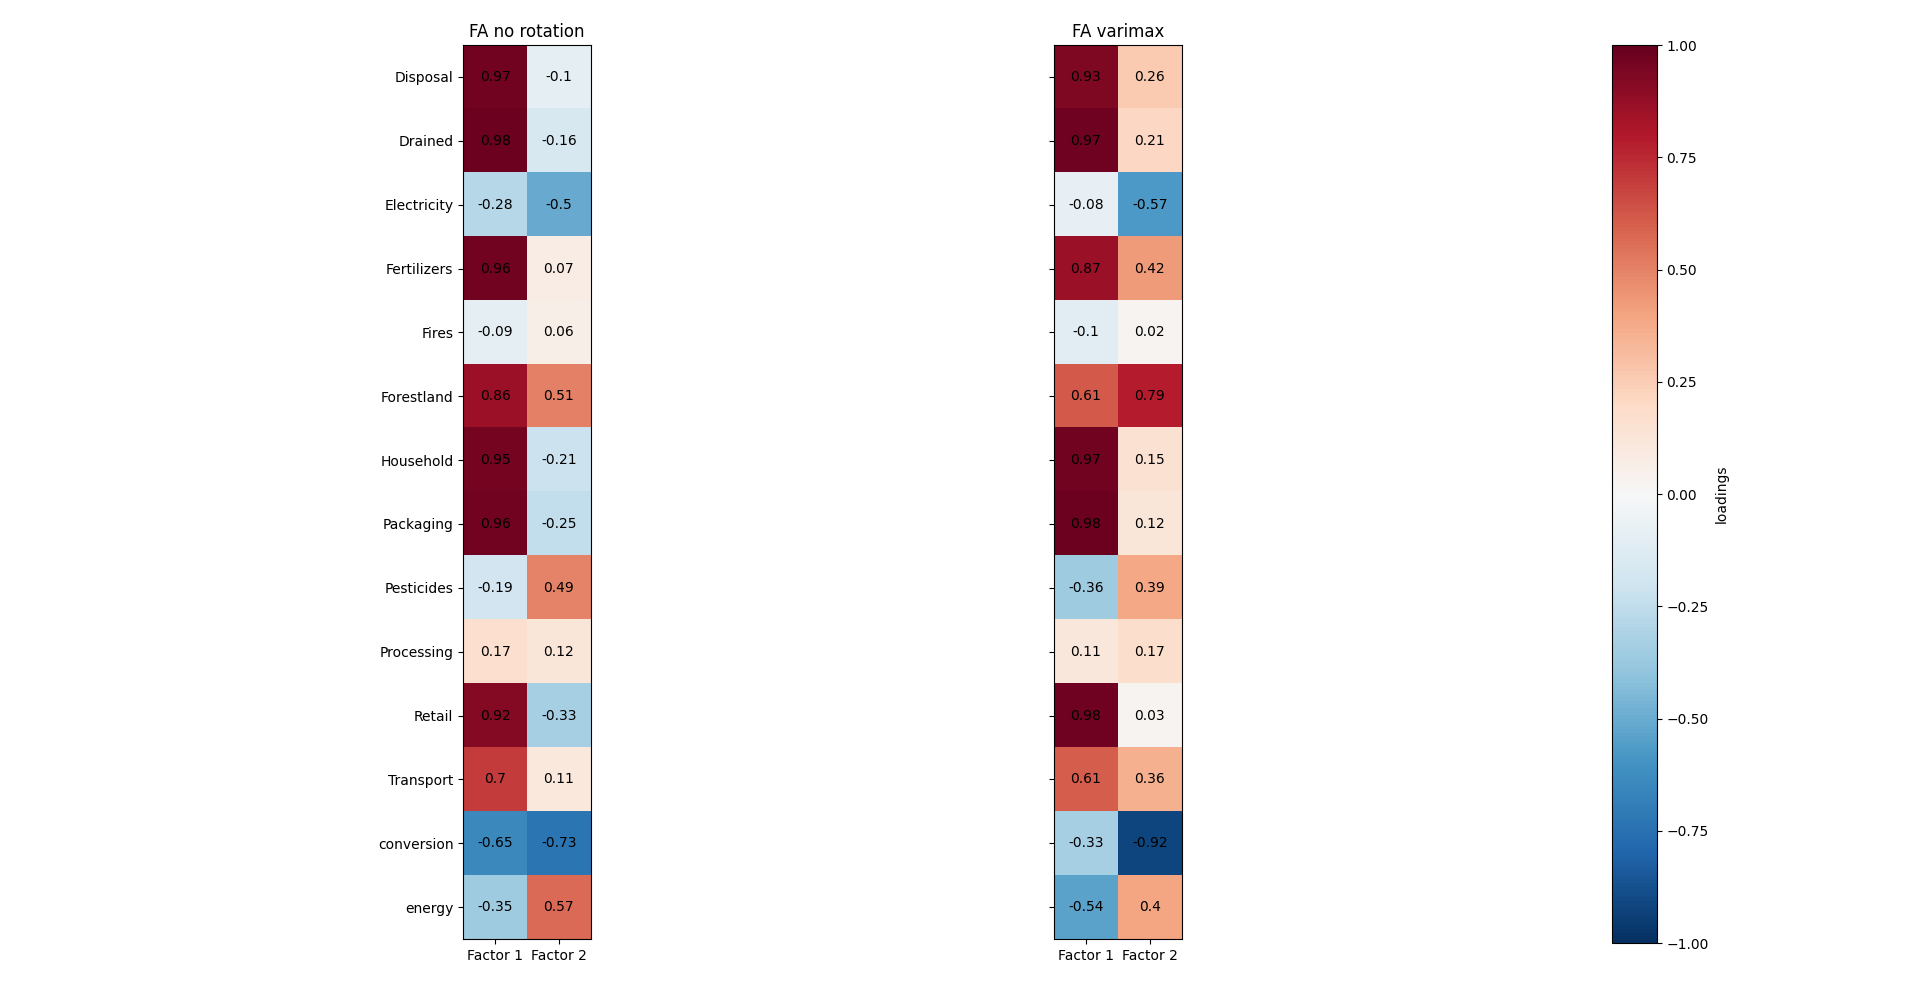 FA no rotation FA varimax
Disposal 0.97 -0.1 0.93 0.26 1.00
Drained 0.98 -0.16 0.97 0.21 0.75
Electricity -0.28 -0.5 -0.08 -0.57
Fertilizers 0.96 0.07 0.87 0.42 0.50
Fires -0.09 0.06 -0.1 0.02
Forestland 0.86 0.51 0.61 0.79 0.25
Household 0.95 -0.21 0.97 0.15 0.00
loadings
Packaging 0.96 -0.25 0.98 0.12
Pesticides -0.19 0.49 -0.36 0.39 −0.25
Processing 0.17 0.12 0.11 0.17
Retail 0.92 -0.33 0.98 0.03 −0.50
Transport 0.7 0.11 0.61 0.36
conversion -0.65 -0.73 -0.33 -0.92 −0.75
energy -0.35 0.57 -0.54 0.4 −1.00
Factor 1 Factor 2 Factor 1 Factor 2